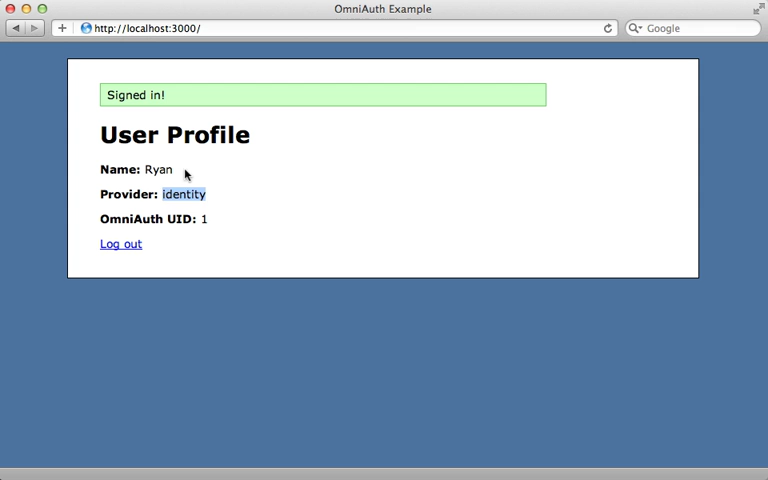 OmniAuth Example
http://localhost:3000/
Google
Signed in!
User Profile
Name: Ryan
Provider: identity
OmniAuth UID: 1
Log out